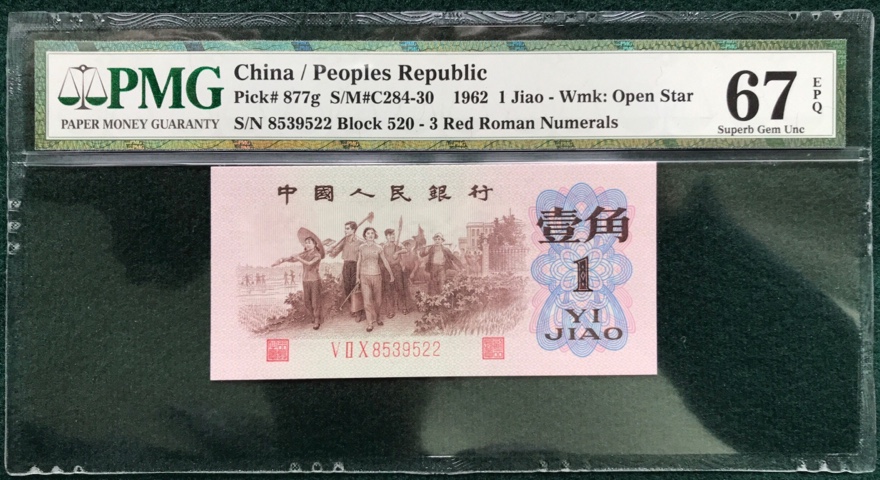 PMG
PAPER MONEY GUARANTY
China / Peoples Republic
Pick# 877g S/M#C284-30 1962 1 Jiao - Wmk: Open Star
S/N 8539522 Block 520 - 3 Red Roman Numerals
67
EPQ
Superb Gem Unc
中國人民銀行
壹角
1
YI
JIAO
V II X 8539522